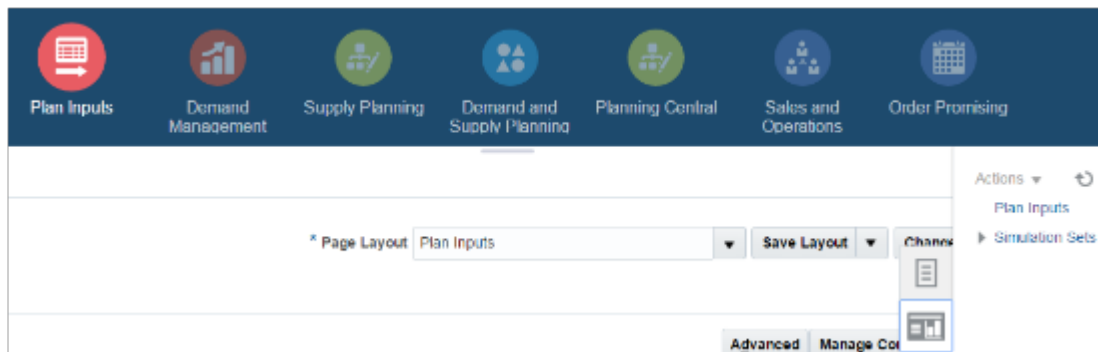 Plan Inputs
Demand
Management
Supply Planning
Demand and
Supply Planning
Planning Central
Sales and
Operations
Order Promising
Actions
Plan Inputs
Simulation Sets
* Page Layout Plan Inputs
Save Layout
Advanced
Manage